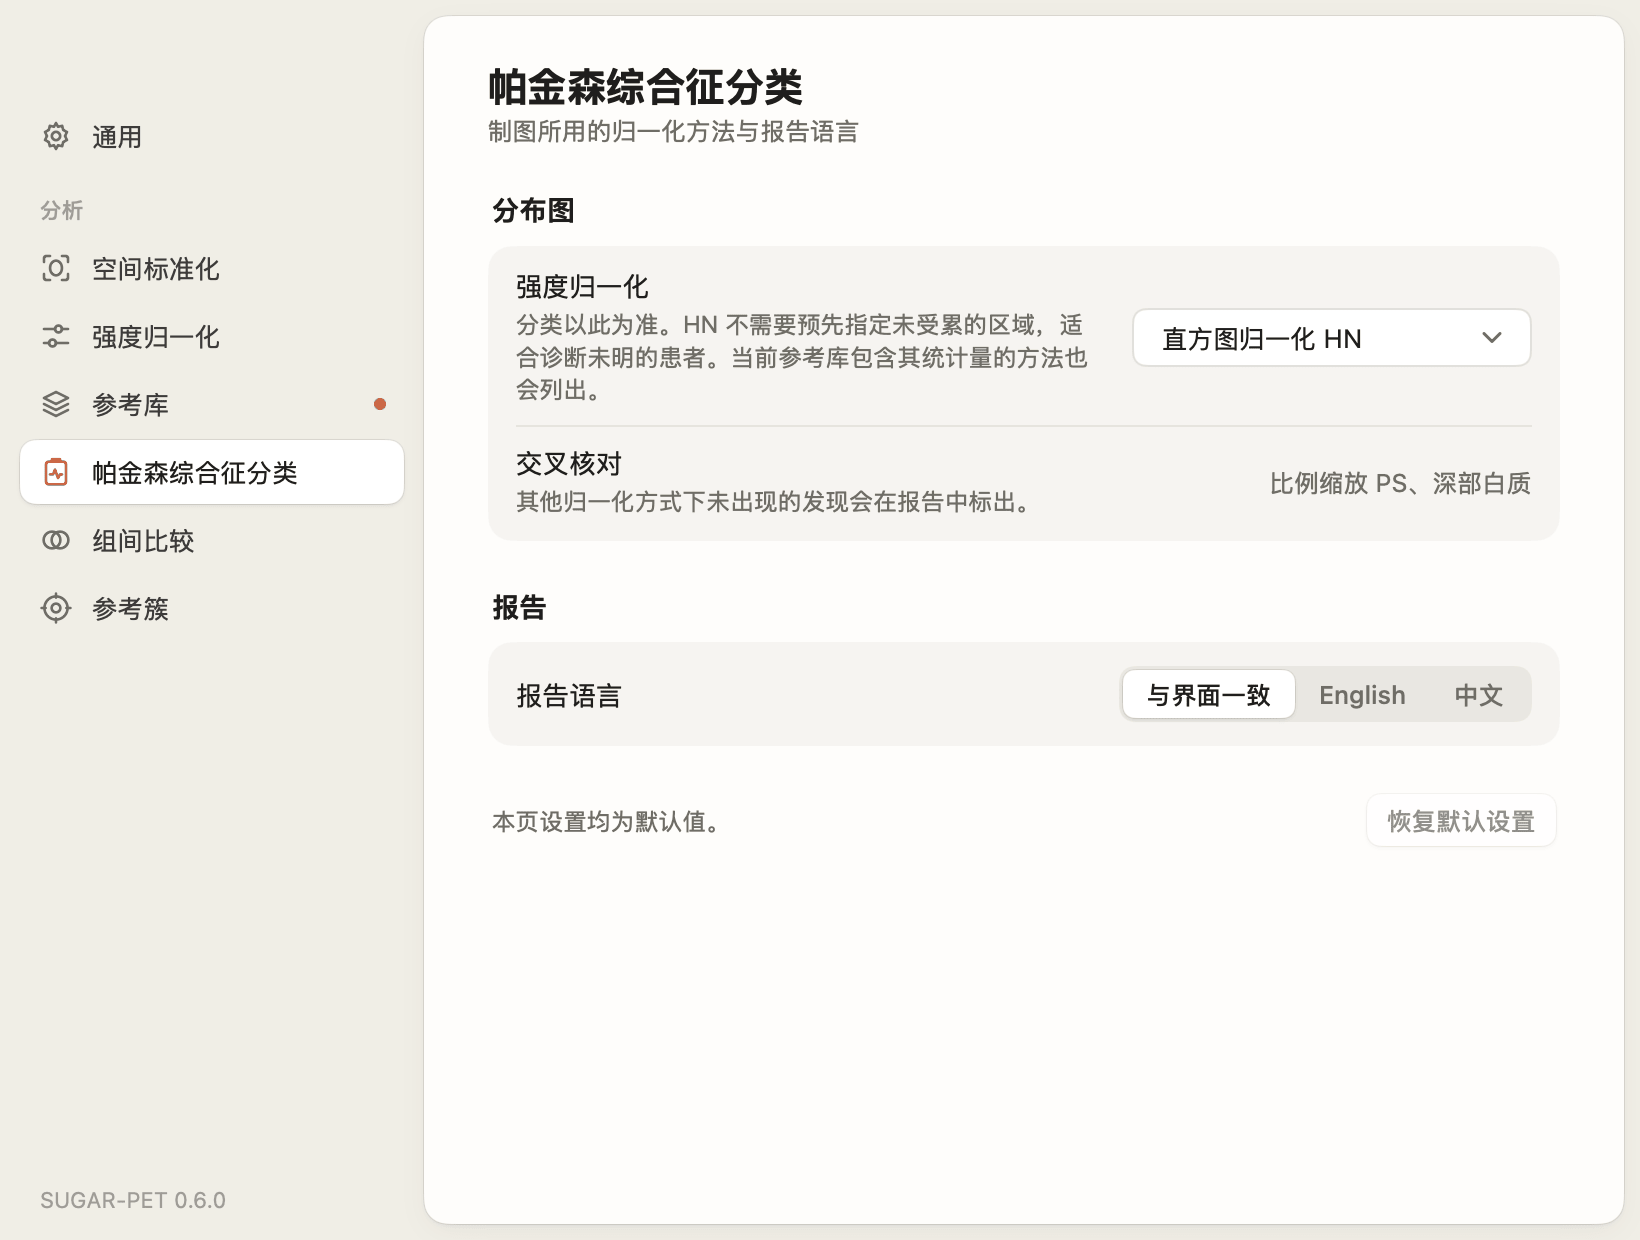 通用
分析
空间标准化
强度归一化
参考库
帕金森综合征分类
组间比较
参考簇
SUGAR-PET 0.6.0
帕金森综合征分类
制图所用的归一化方法与报告语言
分布图
强度归一化
分类以此为准。HN 不需要预先指定未受累的区域，适
合诊断未明的患者。当前参考库包含其统计量的方法也
会列出。
直方图归一化 HN
交叉核对
其他归一化方式下未出现的发现会在报告中标出。
比例缩放 PS、深部白质
报告
报告语言
与界面一致 English 中文
本页设置均为默认值。
恢复默认设置